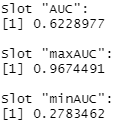 Slot "AUC":
[1] 0.6228977
Slot "maxAUC":
[1] 0.9674491
Slot "minAUC":
[1] 0.2783462